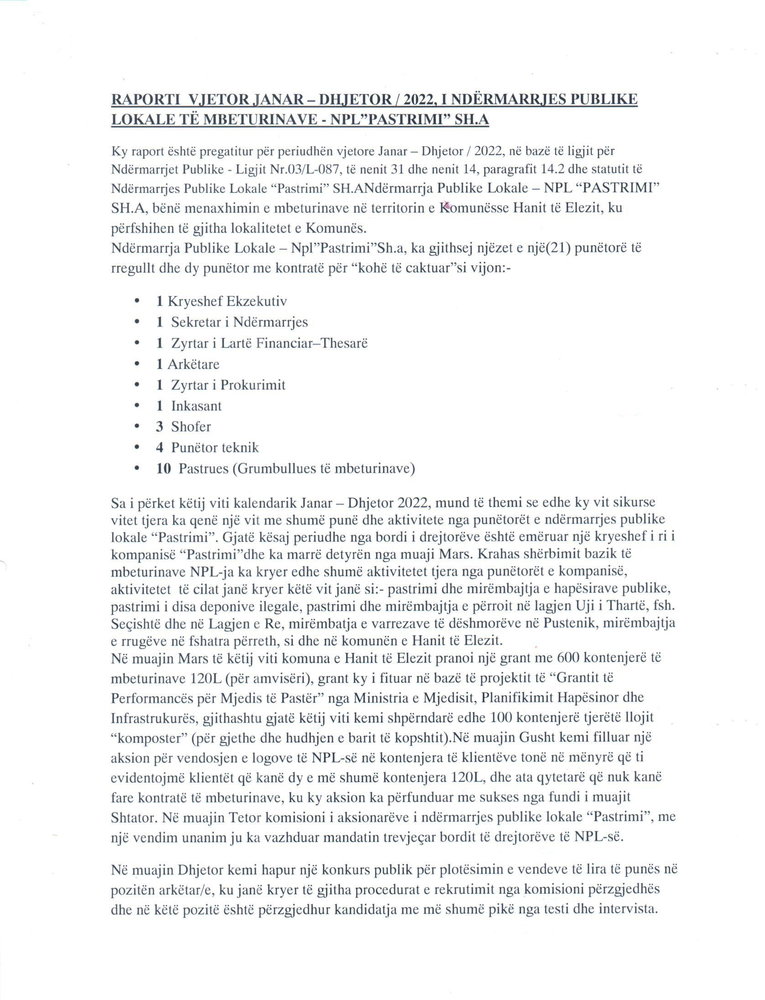 RAPORTI VJETOR JANAR – DHJETOR / 2022, I NDËRMARRJES PUBLIKE
LOKALE TË MBETURINAVE - NPL”PASTRIMI” SH.A
Ky raport është pregatitur për periudhën vjetore Janar – Dhjetor / 2022, në bazë të ligjit për
Ndërmarrjet Publike - Ligjit Nr.03/L-087, të nenit 31 dhe nenit 14, paragrafit 14.2 dhe statutit të
Ndërmarrjes Publike Lokale “Pastrimi” SH.ANdërmarrja Publike Lokale – NPL “PASTRIMI”
SH.A, bënë menaxhimin e mbeturinave në territorin e Komunësse Hanit të Elezit, ku
përfshihen të gjitha lokalitetet e Komunës.
Ndërmarrja Publike Lokale – Npl”Pastrimi”Sh.a, ka gjithsej njëzet e një(21) punëtorë të
rregullt dhe dy punëtor me kontratë për “kohë të caktuar”si vijon:-
• 1 Kryeshef Ekzekutiv
• 1 Sekretar i Ndërmarrjes
• 1 Zyrtar i Lartë Financiar–Thesarë
• 1 Arkëtare
• 1 Zyrtar i Prokurimit
• 1 Inkasant
• 3 Shofer
• 4 Punëtor teknik
• 10 Pastrues (Grumbullues të mbeturinave)
Sa i përket këtij viti kalendarik Janar – Dhjetor 2022, mund të themi se edhe ky vit sikurse
vitet tjera ka qenë një vit me shumë punë dhe aktivitete nga punëtorët e ndërmarrjes publike
lokale “Pastrimi”. Gjatë kësaj periudhe nga bordi i drejtorëve është emëruar një kryeshef i ri i
kompanisë “Pastrimi”dhe ka marrë detyrën nga muaji Mars. Krahas shërbimit bazik të
mbeturinave NPL-ja ka kryer edhe shumë aktivitetet tjera nga punëtorët e kompanisë,
aktivitetet të cilat janë kryer këtë vit janë si:- pastrimi dhe mirëmbajtja e hapësirave publike,
pastrimi i disa deponive ilegale, pastrimi dhe mirëmbajtja e përroit në lagjen Uji i Thartë, fsh.
Seçishtë dhe në Lagjen e Re, mirëmbatja e varrezave të dëshmorëve në Pustenik, mirëmbajtja
e rrugëve në fshatra përreth, si dhe në komunën e Hanit të Elezit.
Në muajin Mars të këtij viti komuna e Hanit të Elezit pranoi një grant me 600 kontenjerë të
mbeturinave 120L (për amvisëri), grant ky i fituar në bazë të projektit të “Grantit të
Performancës për Mjedis të Pastër” nga Ministria e Mjedisit, Planifikimit Hapësinor dhe
Infrastrukurës, gjithashtu gjatë këtij viti kemi shpërndarë edhe 100 kontenjerë tjerëtë llojit
“komposter” (për gjethe dhe hudhjen e barit të kopshtit).Në muajin Gusht kemi filluar një
aksion për vendosjen e logove të NPL-së në kontenjera të klientëve tonë në mënyrë që ti
evidentojmë klientët që kanë dy e më shumë kontenjera 120L, dhe ata qytetarë që nuk kanë
fare kontratë të mbeturinave, ku ky aksion ka përfunduar me sukses nga fundi i muajit
Shtator. Në muajin Tetor komisioni i aksionarëve i ndërmarrjes publike lokale “Pastrimi”, me
një vendim unanim ju ka vazhduar mandatin trevjeçar bordit të drejtorëve të NPL-së.
Në muajin Dhjetor kemi hapur një konkurs publik për plotësimin e vendeve të lira të punës në
pozitën arkëtar/e, ku janë kryer të gjitha procedurat e rekrutimit nga komisioni përzgjedhës
dhe në këtë pozitë është përzgjedhur kandidatja me më shumë pikë nga testi dhe intervista.